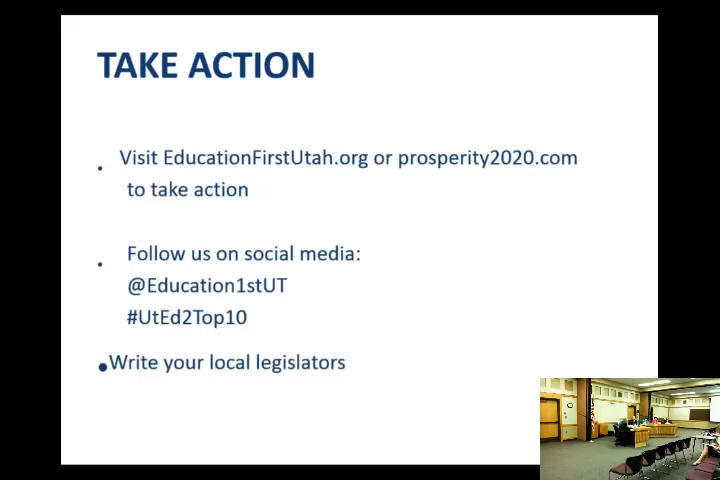 TAKE ACTION
• Visit EducationFirstUtah.org or prosperity2020.com
to take action
• Follow us on social media:
@Education1stUT
#UtEd2Top10
•Write your local legislators